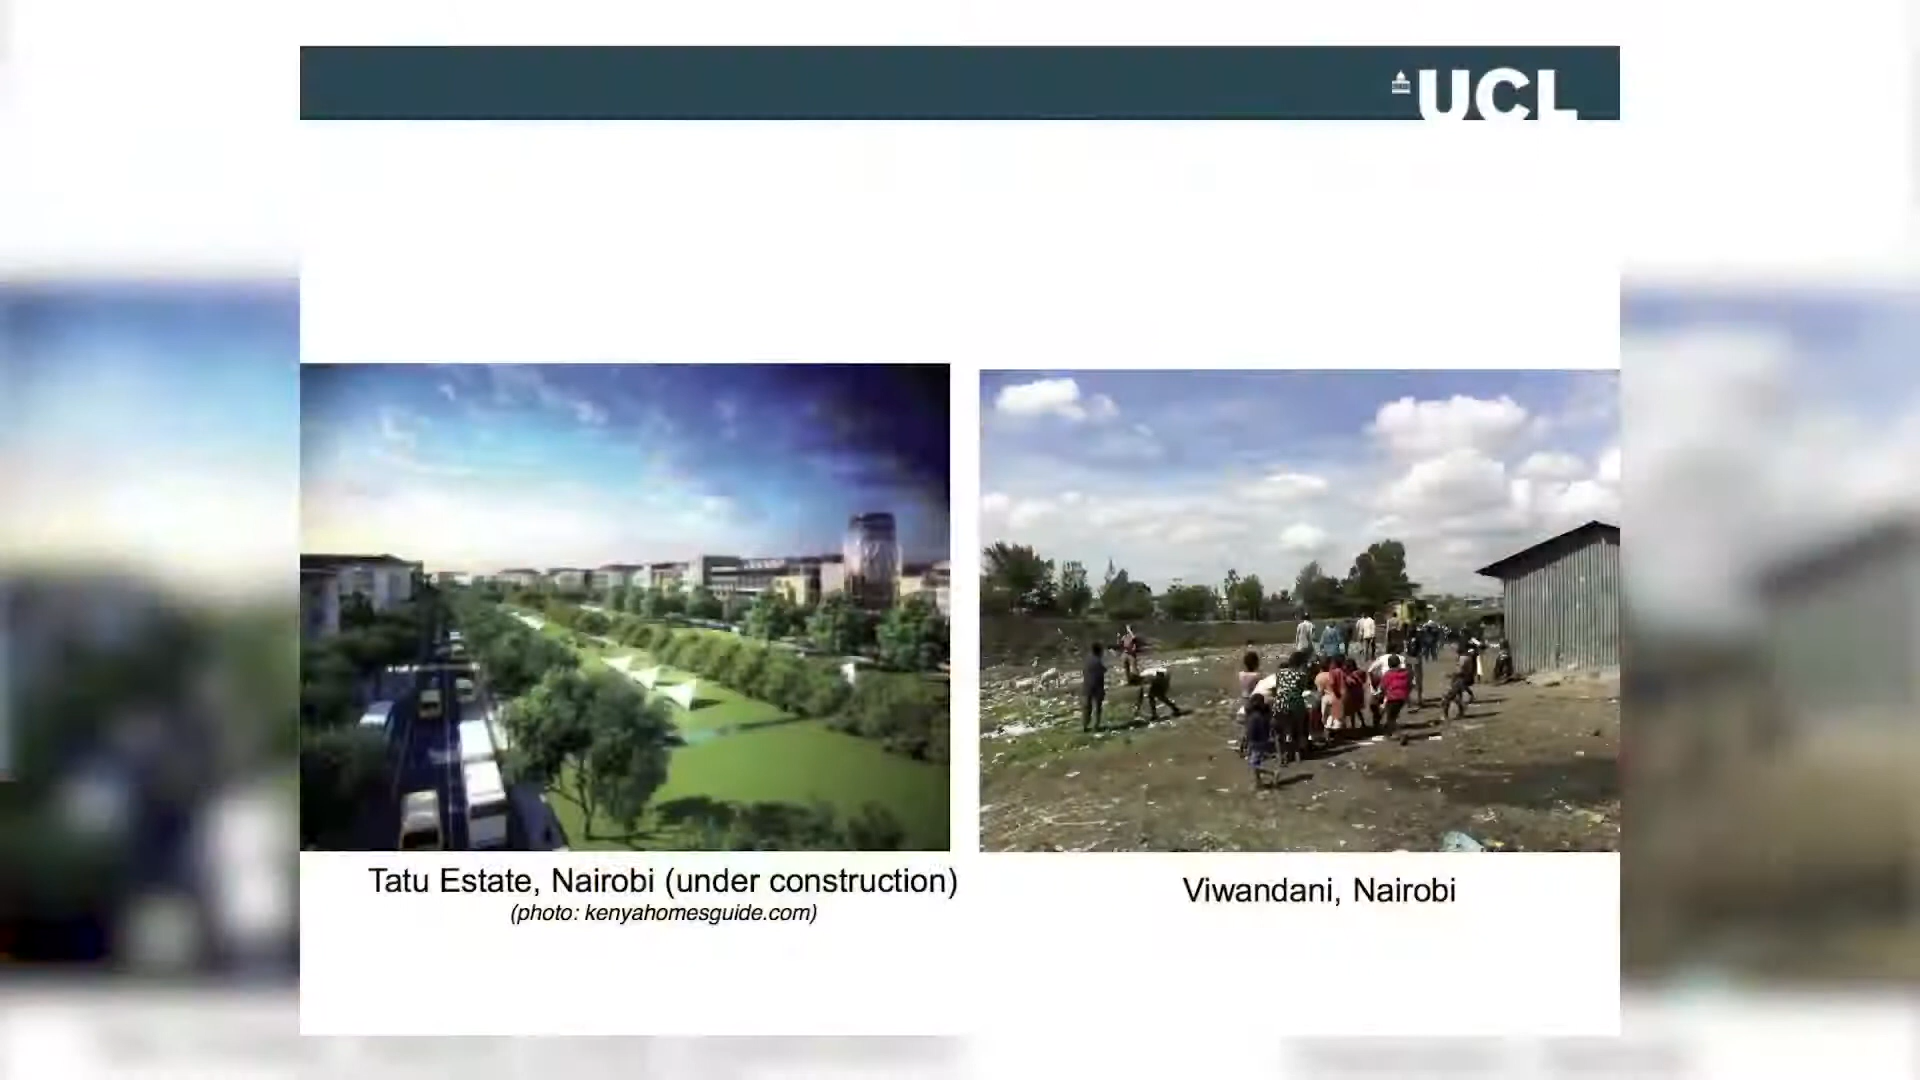 UCL
Tatu Estate, Nairobi (under construction)
(photo: kenyahomesguide.com)
Viwandani, Nairobi